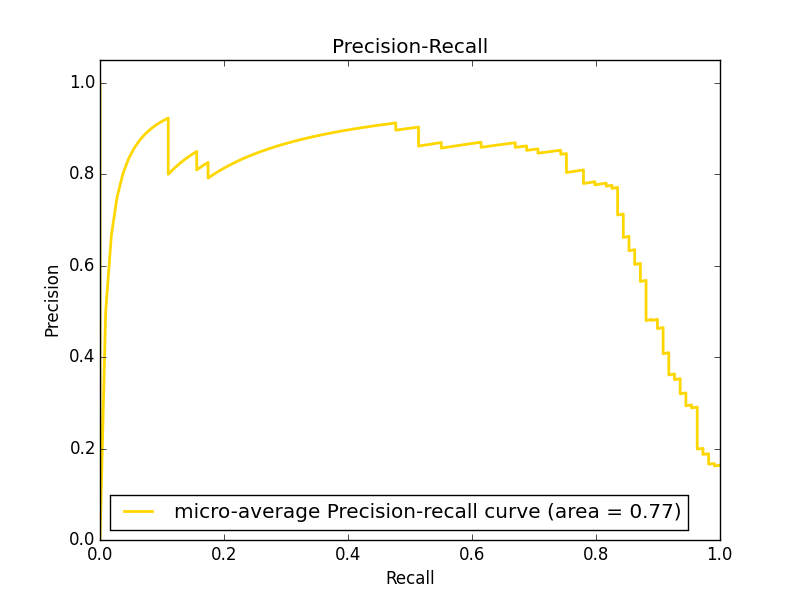 Precision-Recall
1.0
0.8
0.6
0.4
0.2
0.0
Precision
micro-average Precision-recall curve (area = 0.77)
0.0 0.2 0.4 0.6 0.8 1.0
Recall